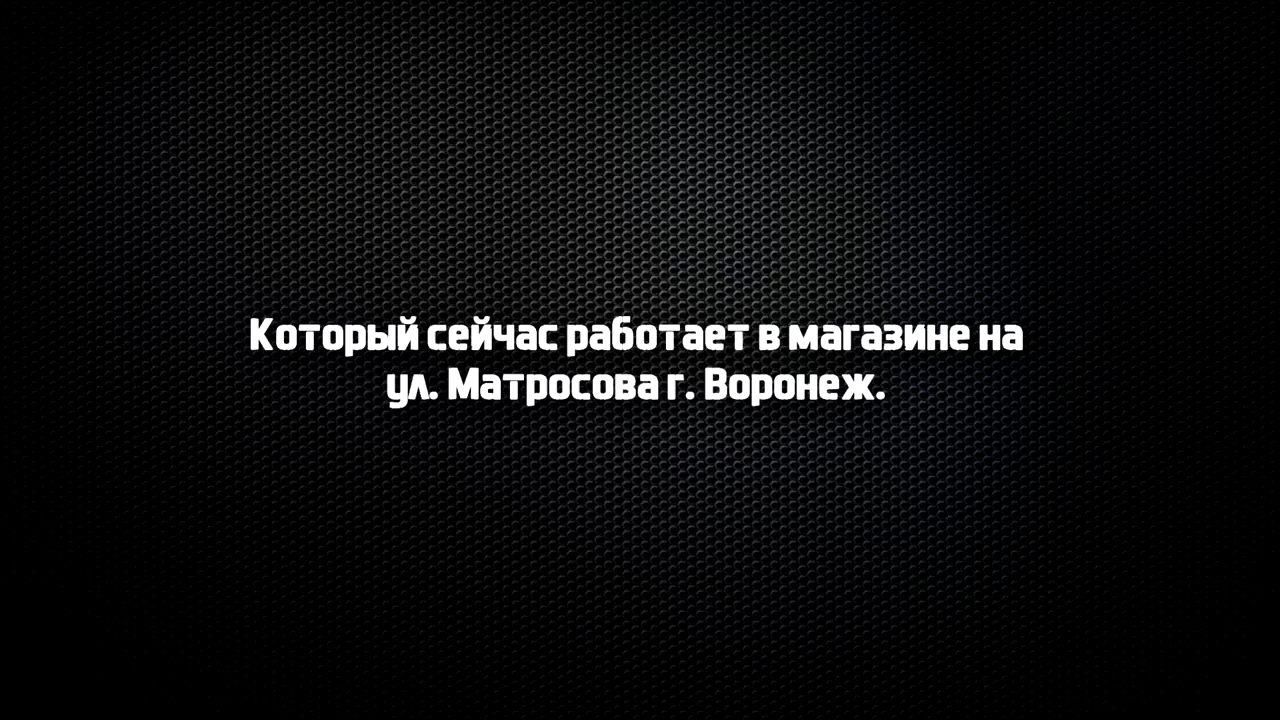 Который сейчас работает в магазине на
ул. Матросова г. Воронеж.